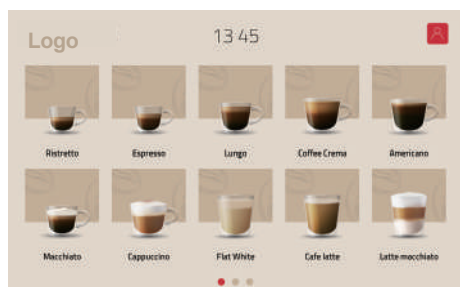 Logo
13 45
Ristretto
Espresso
Lungo
Coffee Crema
Americano
Macchiato
Cappuccino
Flat White
Cafe latte
Latte macchiato